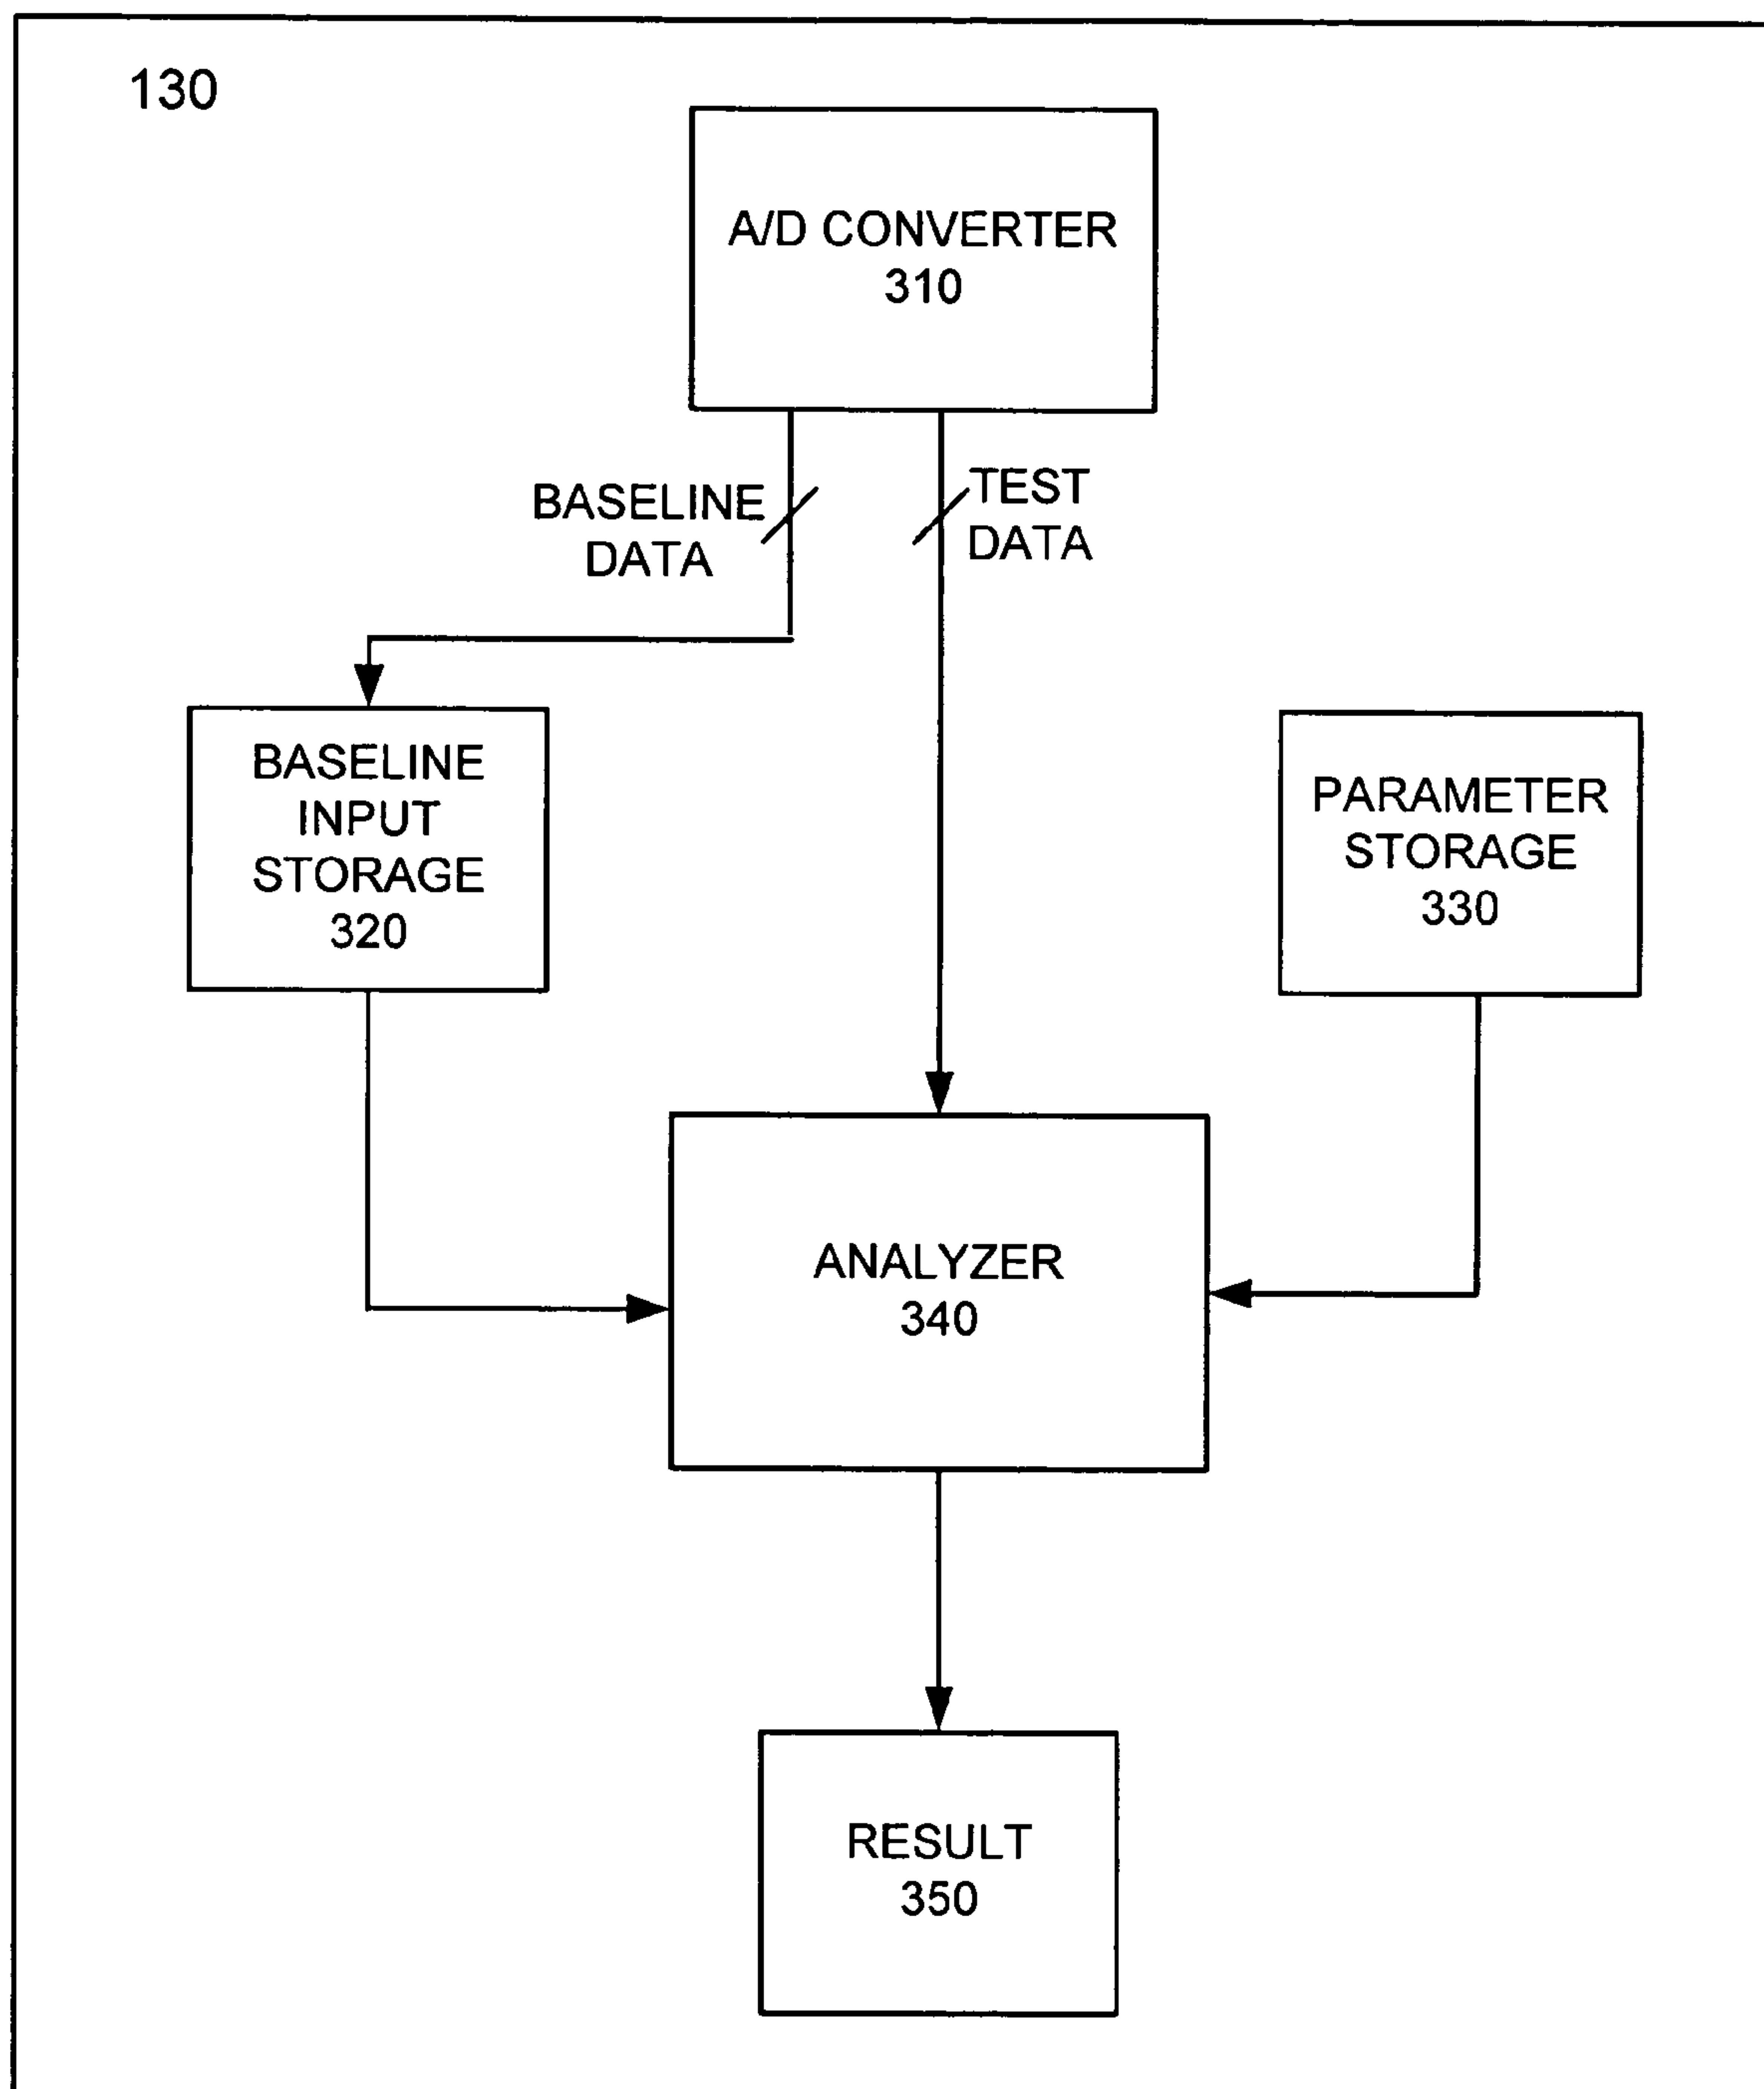 130
A/D CONVERTER
310
BASELINE
DATA
TEST
DATA
BASELINE
INPUT
STORAGE
320
PARAMETER
STORAGE
330
ANALYZER
340
RESULT
350